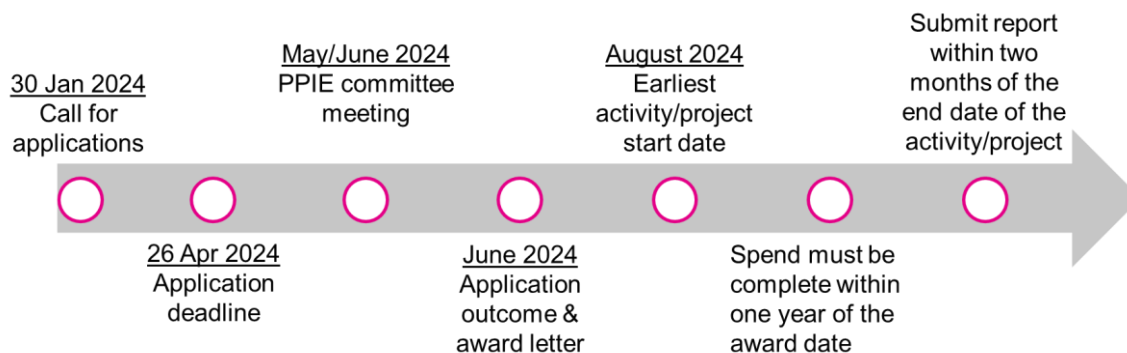 30 Jan 2024
Call for
applications
26 Apr 2024
Application
deadline
May/June 2024
PPIE committee
meeting
June 2024
Application
outcome &
award letter
August 2024
Earliest
activity/project
start date
Spend must be
complete within
one year of the
award date
Submit report
within two
months of the
end date of the
activity/project